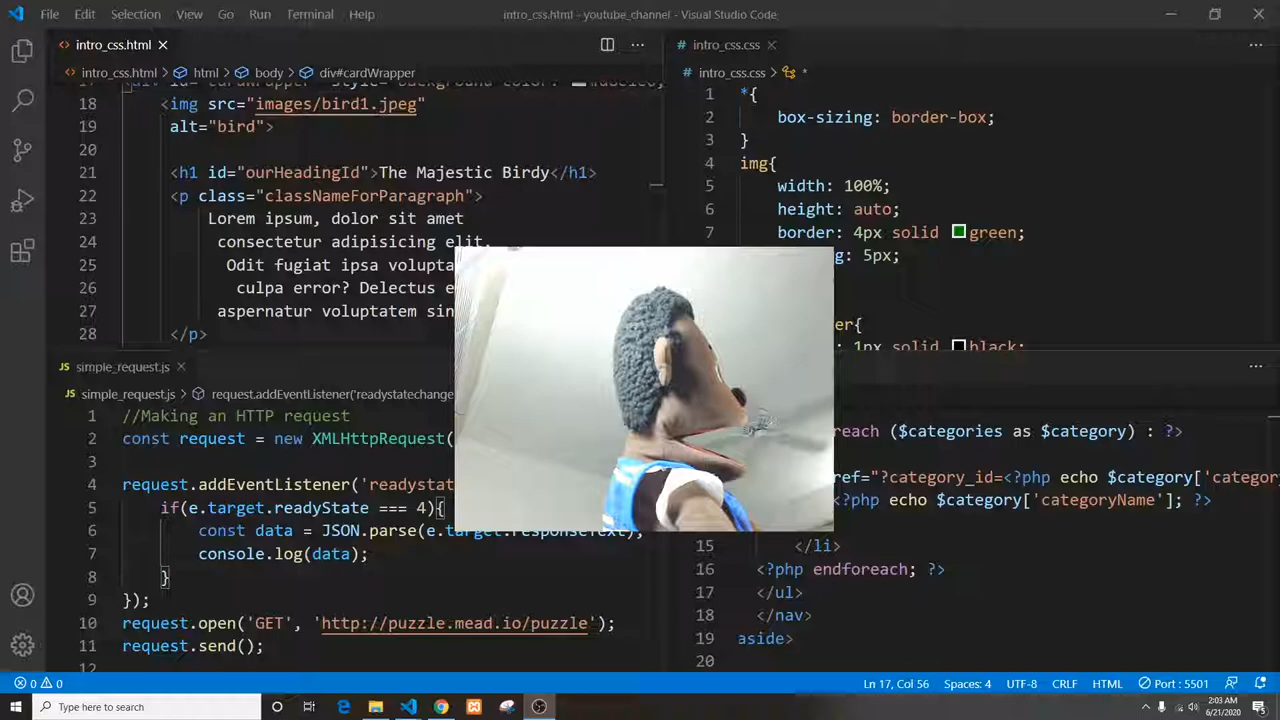 File Edit Selection View Go Run Terminal Help intro_css.html - youtube_channel - Visual Studio Code
intro_css.html
intro_css.html html body div#cardWrapper
18 <img src="images/bird1.jpeg"
19 alt="bird">
20
21 <h1 id="ourHeadingId">The Majestic Birdy</h1>
22 <p class="classNameForParagraph">
23 Lorem ipsum, dolor sit amet
24 consectetur adipisicing elit.
25 Odit fugiat ipsa volupta
26 culpa error? Delectus e
27 aspernatur voluptatem sin
28 </p>
intro_css.css
intro_css.css *
1 *{
2 box-sizing: border-box;
3 }
4 img{
5 width: 100%;
6 height: auto;
7 border: 4px solid green;
g: 5px;
er{
: 1px solid black;
JS simple_request.js
JS simple_request.js request.addEventListener('readystatechange
1 //Making an HTTP request
2 const request = new XMLHttpRequest(
3
4 request.addEventListener('readystat
5 if(e.target.readyState === 4){
6 const data = JSON.parse(e.target.responseText);
7 console.log(data);
8 }
9 });
10 request.open('GET', 'http://puzzle.mead.io/puzzle');
11 request.send();
12
reach ($categories as $category) : ?>
ref="?category_id=<?php echo $category['category
<?php echo $category['categoryName']; ?>
15 </li>
16 <?php endforeach; ?>
17 </ul>
18 </nav>
19 aside>
20
0 0 Ln 17, Col 56 Spaces: 4 UTF-8 CRLF HTML Port : 5501
Type here to search 2:03 AM
6/21/2020 5